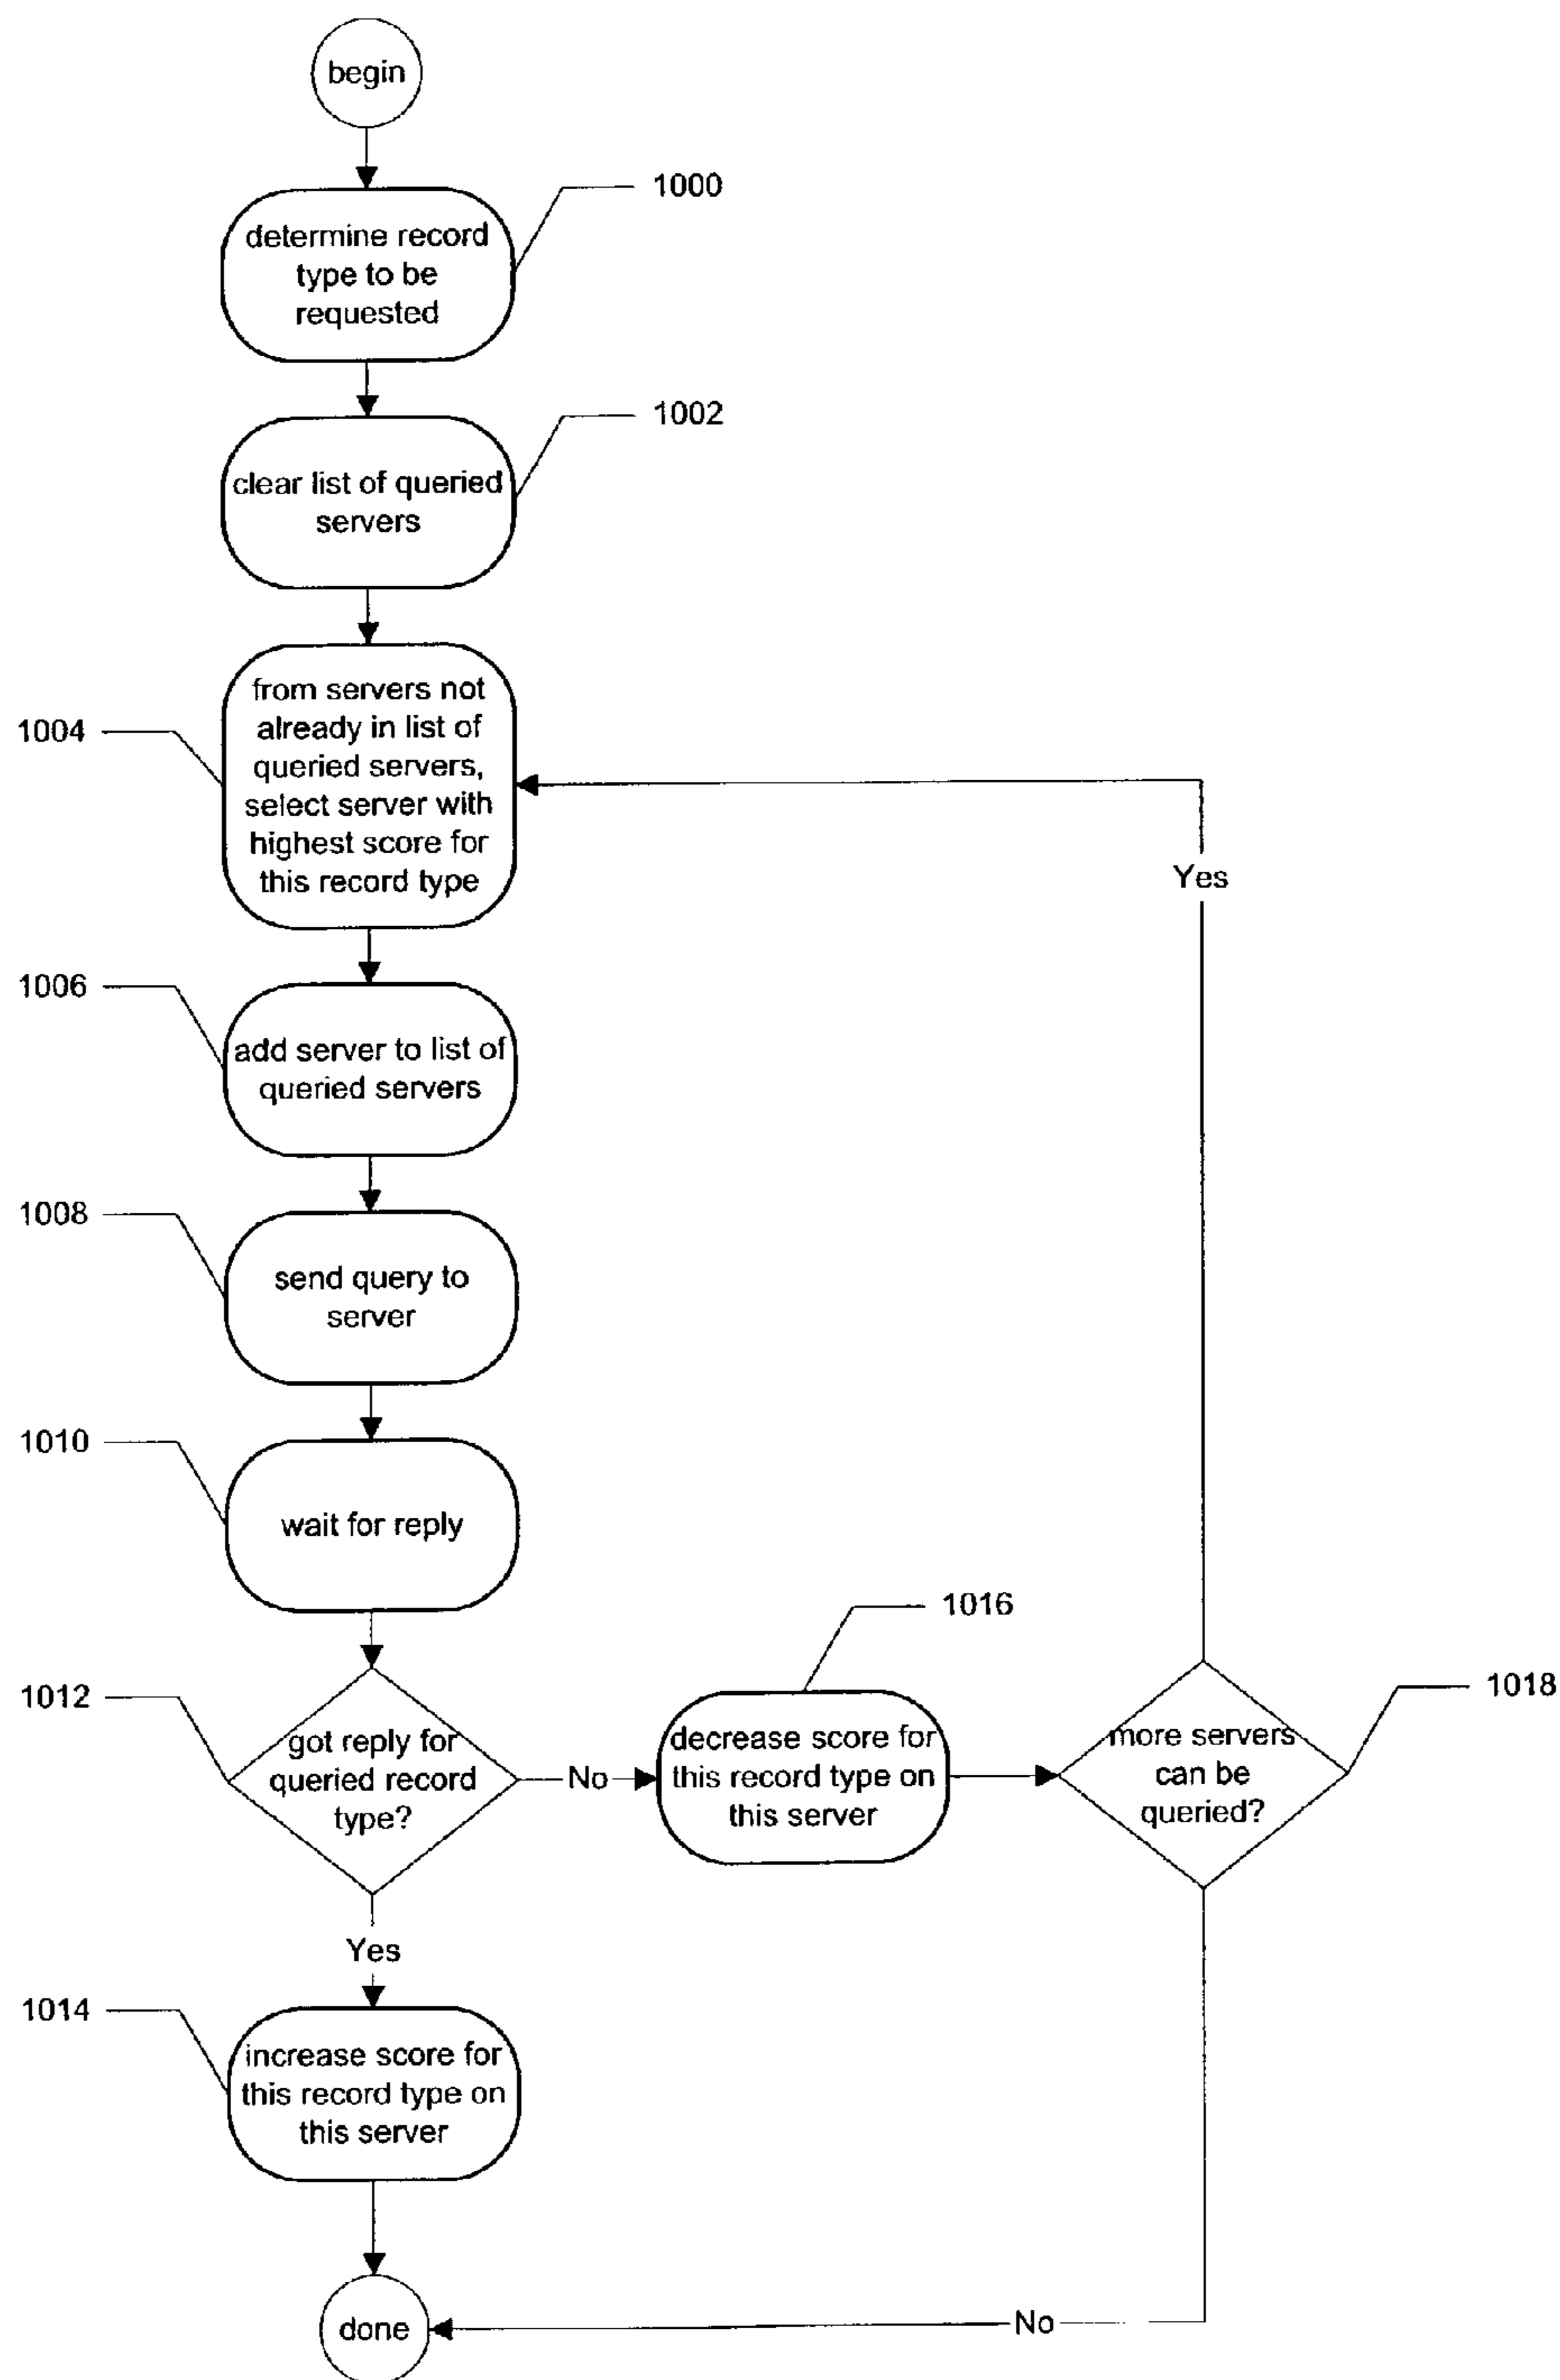 begin
1000
determine record
type to be
requested
1002
clear list of queried
servers
1004
from servers not
already in list of
queried servers,
select server with
highest score for
this record type
Yes
1006
add server to list of
queried servers
1008
send query to
server
1010
wait for reply
1016
1012
got reply for
queried record
type?
No
decrease score for
this record type on
this server
more servers
can be
queried?
1018
Yes
1014
increase score for
this record type on
this server
done
No